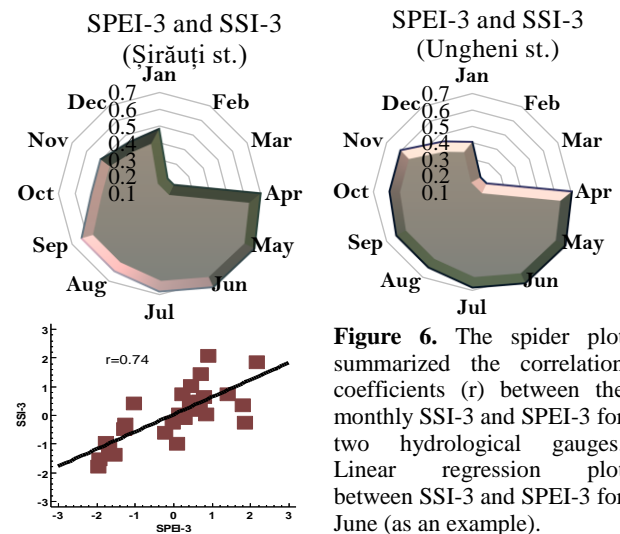 SPEI-3 and SSI-3
(Șirăuți st.)
Jan
Feb
Mar
Apr
May
Jun
Jul
Aug
Sep
Oct
Nov
Dec
0.7
0.6
0.5
0.4
0.3
0.2
0.1
SPEI-3 and SSI-3
(Ungheni st.)
Jan
Feb
Mar
Apr
May
Jun
Jul
Aug
Sep
Oct
Nov
Dec
0.7
0.6
0.5
0.4
0.3
0.2
0.1
3
2
1
0
-1
-2
-3
SSI-3
r=0.74
-3 -2 -1 0 1 2 3
SPEI-3
Figure 6. The spider plot
summarized the correlation
coefficients (r) between the
monthly SSI-3 and SPEI-3 for
two hydrological gauges.
Linear regression plot
between SSI-3 and SPEI-3 for
June (as an example).